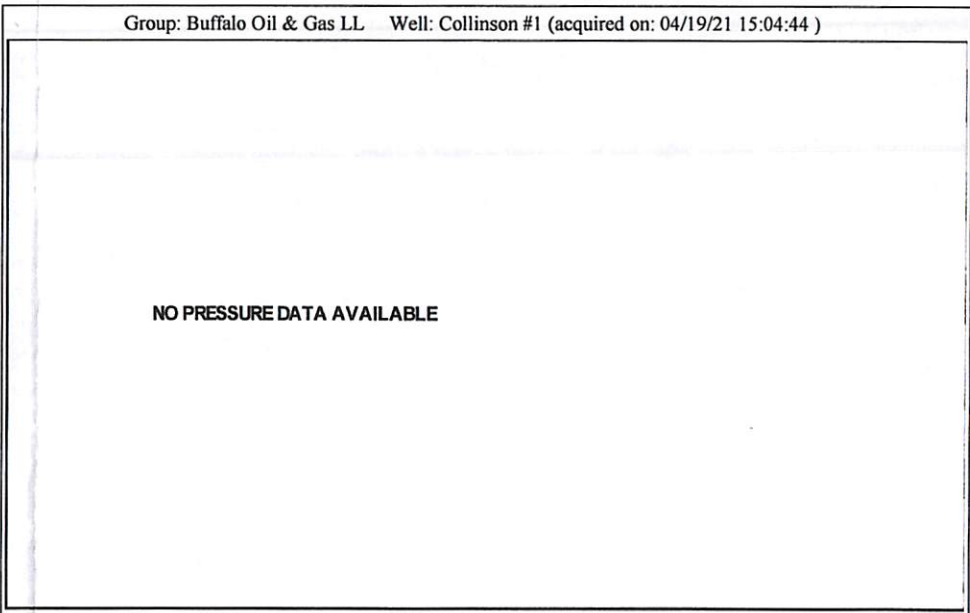 Group: Buffalo Oil & Gas LL Well: Collinson #1 (acquired on: 04/19/21 15:04:44 )
NO PRESSURE DATA AVAILABLE